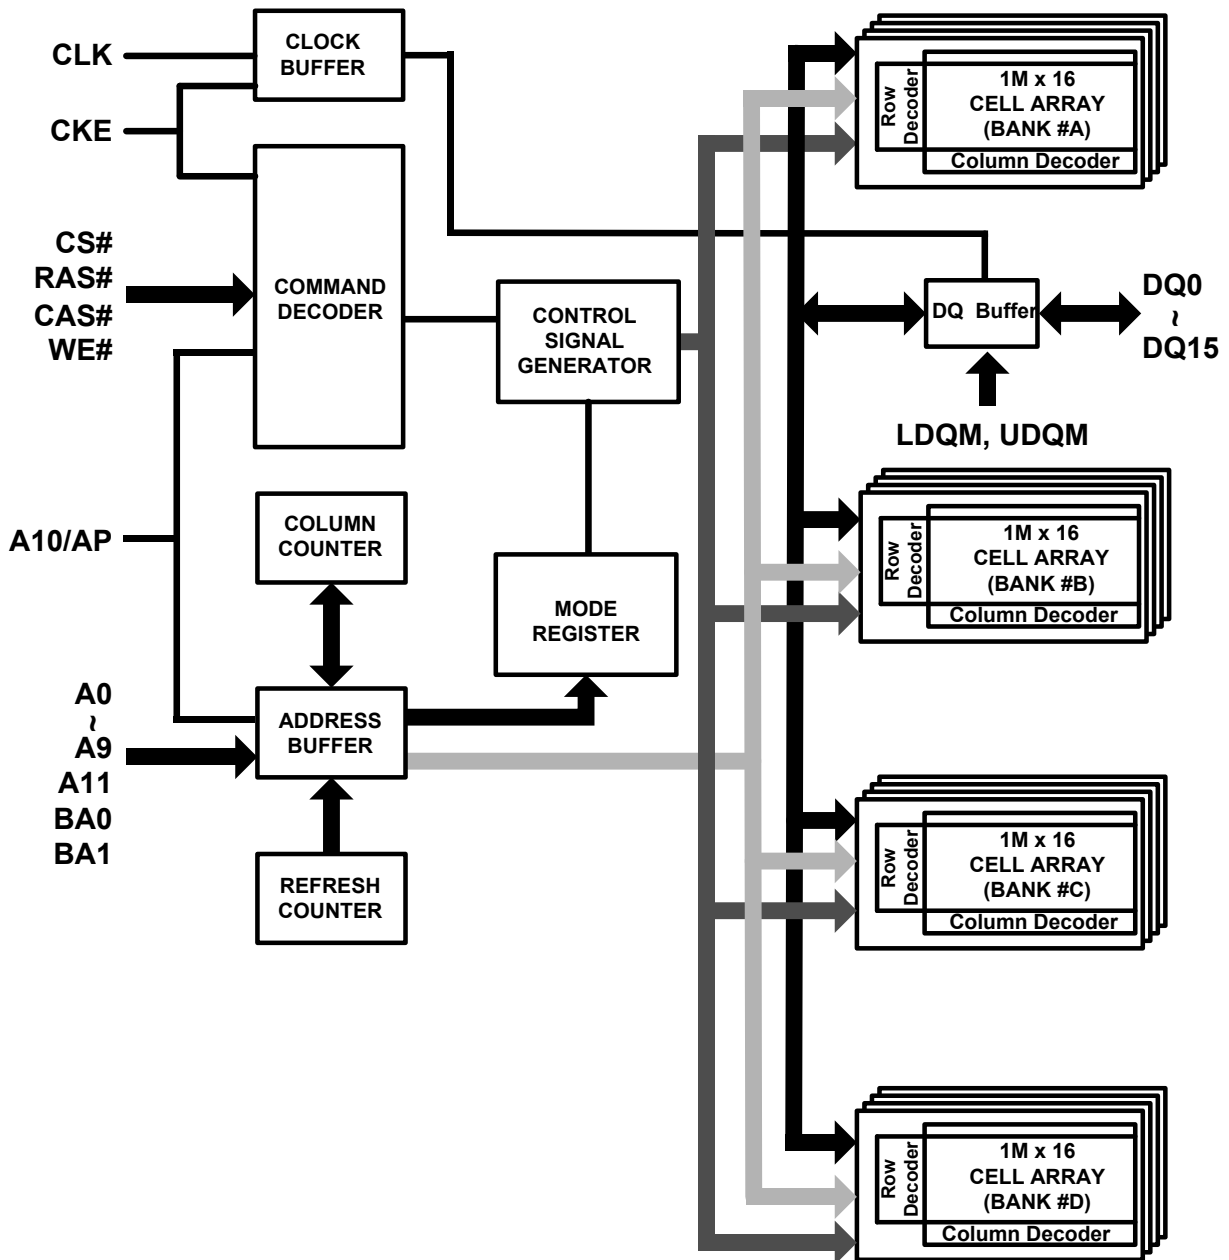 CLK
CKE
CLOCK
BUFFER
CS#
RAS#
CAS#
WE#
COMMAND
DECODER
CONTROL
SIGNAL
GENERATOR
A10/AP
COLUMN
COUNTER
MODE
REGISTER
A0
~
A9
A11
BA0
BA1
ADDRESS
BUFFER
REFRESH
COUNTER
Row
Decoder
1M x 16
CELL ARRAY
(BANK #A)
Column Decoder
DQ Buffer
DQ0
~
DQ15
LDQM, UDQM
Row
Decoder
1M x 16
CELL ARRAY
(BANK #B)
Column Decoder
Row
Decoder
1M x 16
CELL ARRAY
(BANK #C)
Column Decoder
Row
Decoder
1M x 16
CELL ARRAY
(BANK #D)
Column Decoder